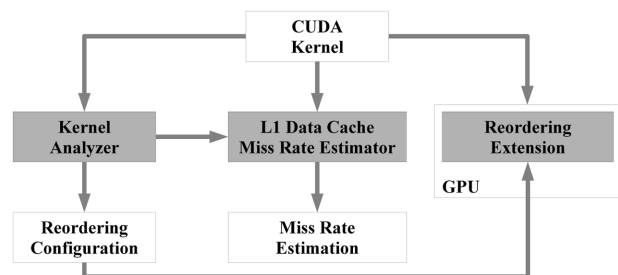 CUDA
Kernel
Kernel
Analyzer
L1 Data Cache
Miss Rate Estimator
Reordering
Extension
GPU
Reordering
Configuration
Miss Rate
Estimation